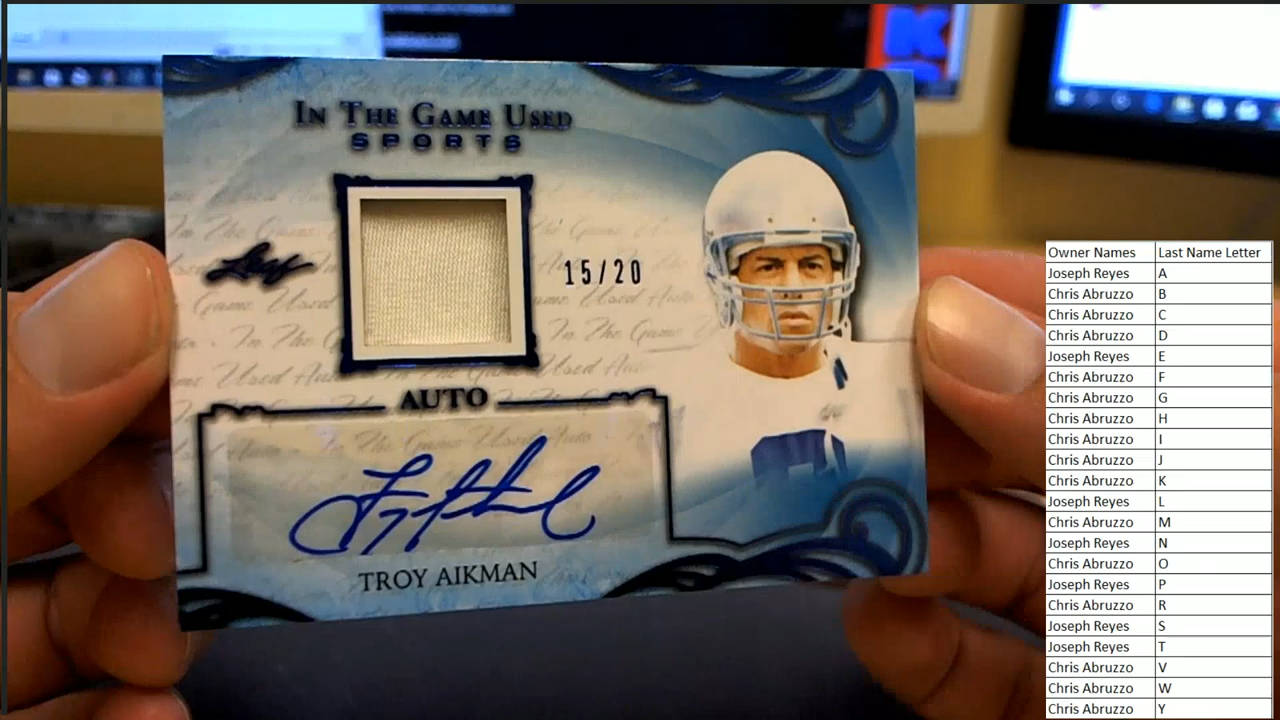 IN THE GAME USED
SPORTS
Leaf
15/20
AUTO
TROY AIKMAN
K
Owner Names Last Name Letter
Joseph Reyes A
Chris Abruzzo B
Chris Abruzzo C
Chris Abruzzo D
Joseph Reyes E
Chris Abruzzo F
Chris Abruzzo G
Chris Abruzzo H
Chris Abruzzo I
Chris Abruzzo J
Chris Abruzzo K
Joseph Reyes L
Chris Abruzzo M
Joseph Reyes N
Chris Abruzzo O
Joseph Reyes P
Chris Abruzzo R
Joseph Reyes S
Joseph Reyes T
Chris Abruzzo V
Chris Abruzzo W
Chris Abruzzo Y